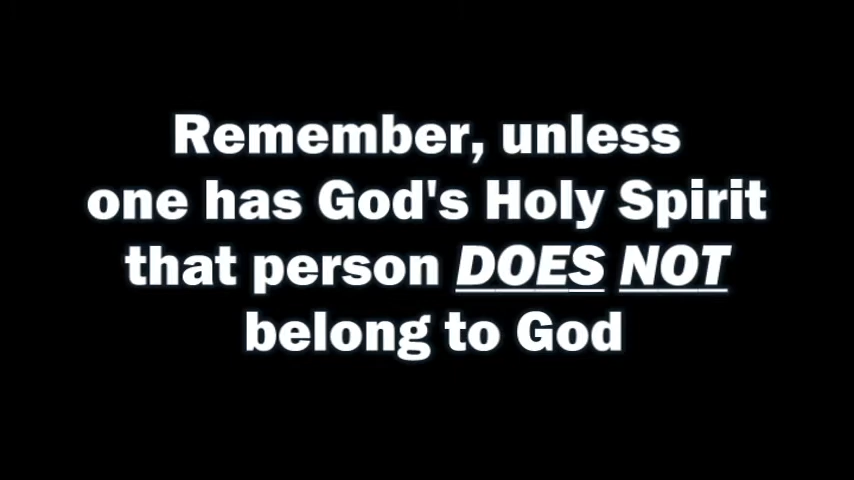 Remember, unless
one has God's Holy Spirit
that person DOES NOT
belong to God